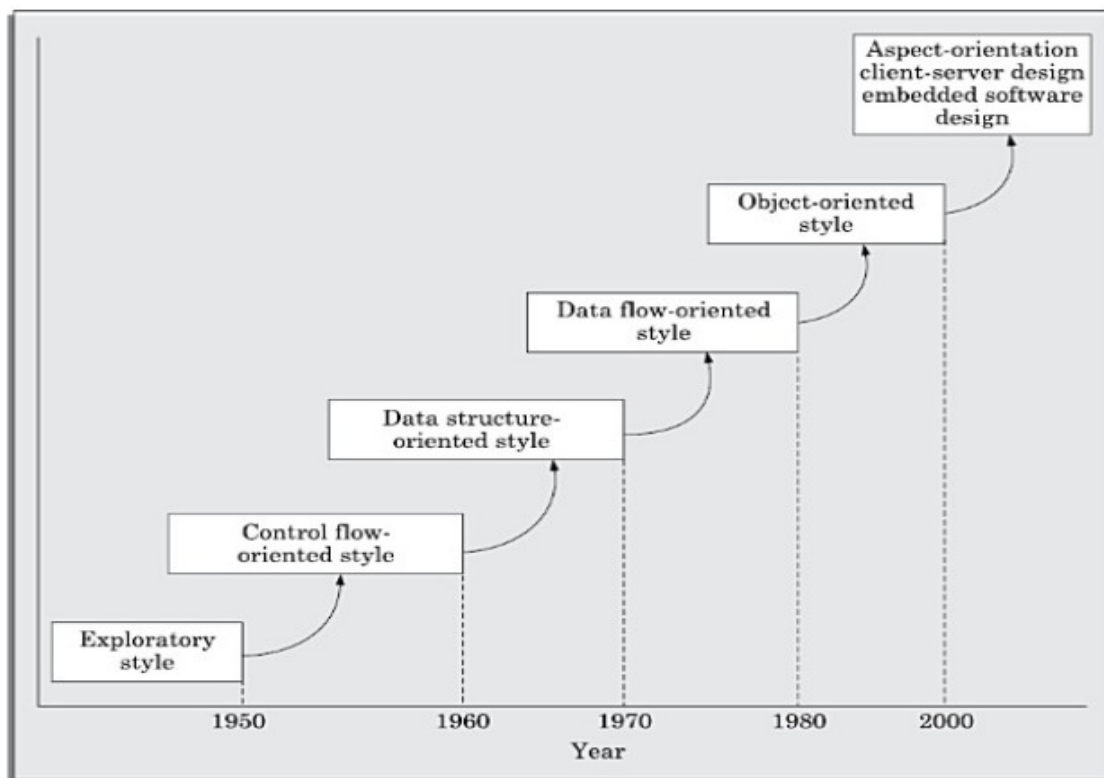 Aspect-orientation
client-server design
embedded software
design
Object-oriented
style
Data flow-oriented
style
Data structure-
oriented style
Control flow-
oriented style
Exploratory
style
1950 1960 1970 1980 2000
Year